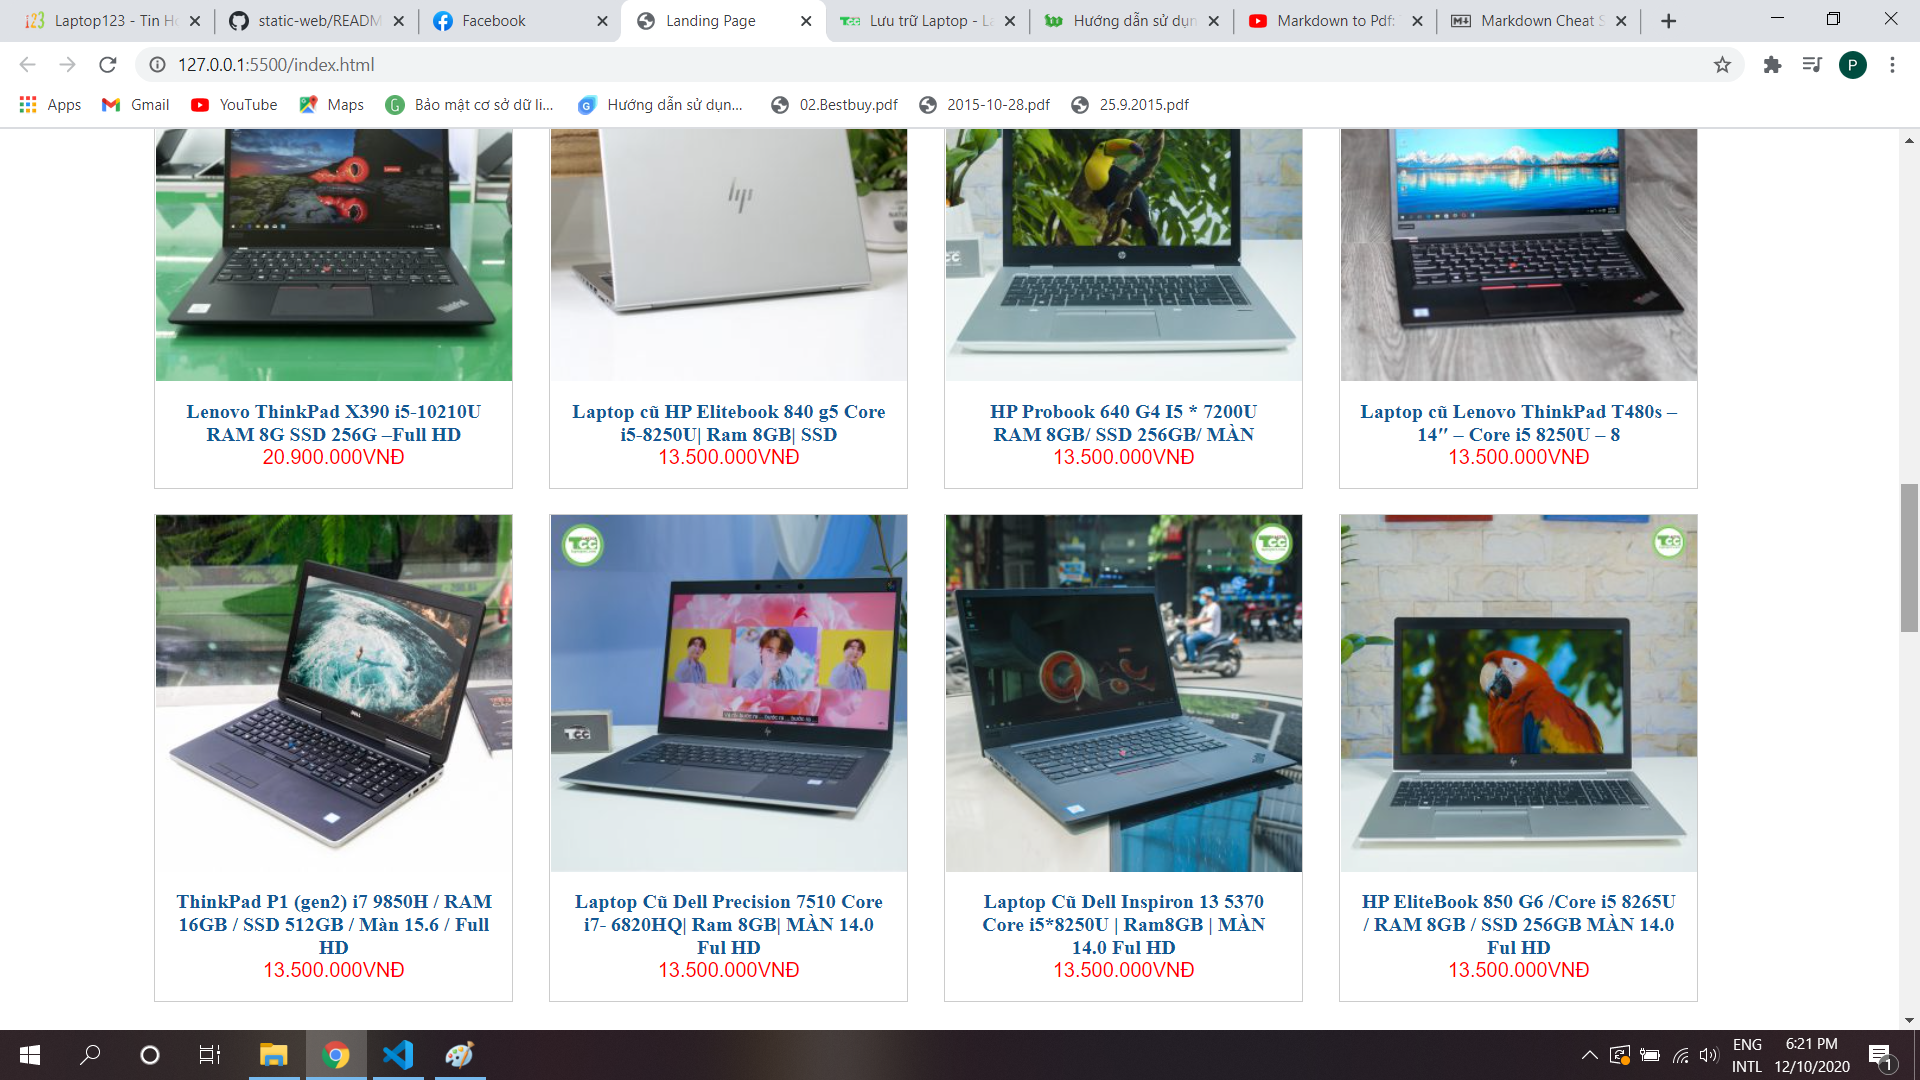 Laptop123 - Tin H
static-web/READM
Facebook
Landing Page
Lưu trữ Laptop - L
Hướng dẫn sử dụn
Markdown to Pdf:
Markdown Cheat S
127.0.0.1:5500/index.html
P
Apps
Gmail
YouTube
Maps
Bảo mật cơ sở dữ li...
Hướng dẫn sử dụn...
02.Bestbuy.pdf
2015-10-28.pdf
25.9.2015.pdf
Lenovo ThinkPad X390 i5-10210U
RAM 8G SSD 256G –Full HD
20.900.000VNĐ
Laptop cũ HP Elitebook 840 g5 Core
i5-8250U| Ram 8GB| SSD
13.500.000VNĐ
HP Probook 640 G4 I5 * 7200U
RAM 8GB/ SSD 256GB/ MÀN
13.500.000VNĐ
Laptop cũ Lenovo ThinkPad T480s –
14″ – Core i5 8250U – 8
13.500.000VNĐ
TCC
TCC
TCC
TCC
ThinkPad P1 (gen2) i7 9850H / RAM
16GB / SSD 512GB / Màn 15.6 / Full
HD
13.500.000VNĐ
Laptop Cũ Dell Precision 7510 Core
i7- 6820HQ| Ram 8GB| MÀN 14.0
Ful HD
13.500.000VNĐ
Laptop Cũ Dell Inspiron 13 5370
Core i5*8250U | Ram8GB | MÀN
14.0 Ful HD
13.500.000VNĐ
HP EliteBook 850 G6 /Core i5 8265U
/ RAM 8GB / SSD 256GB MÀN 14.0
Ful HD
13.500.000VNĐ
ENG
INTL
6:21 PM
12/10/2020
1